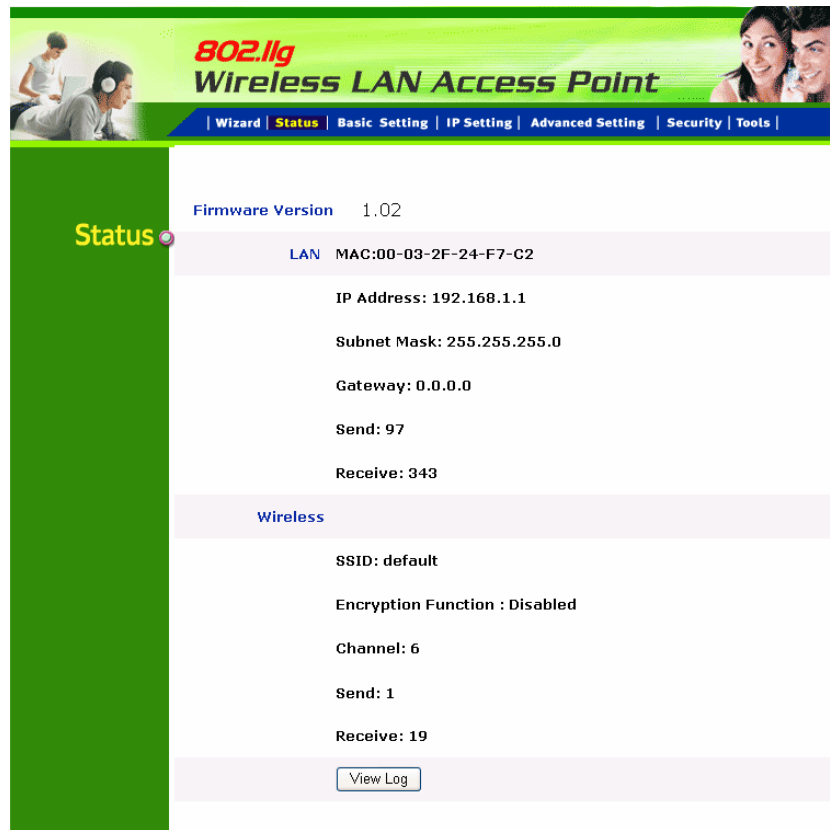 802.11g
Wireless LAN Access Point
| Wizard | Status | Basic Setting | IP Setting | Advanced Setting | Security | Tools |
Status
Firmware Version 1.02
LAN MAC:00-03-2F-24-F7-C2
IP Address: 192.168.1.1
Subnet Mask: 255.255.255.0
Gateway: 0.0.0.0
Send: 97
Receive: 343
Wireless
SSID: default
Encryption Function : Disabled
Channel: 6
Send: 1
Receive: 19
View Log